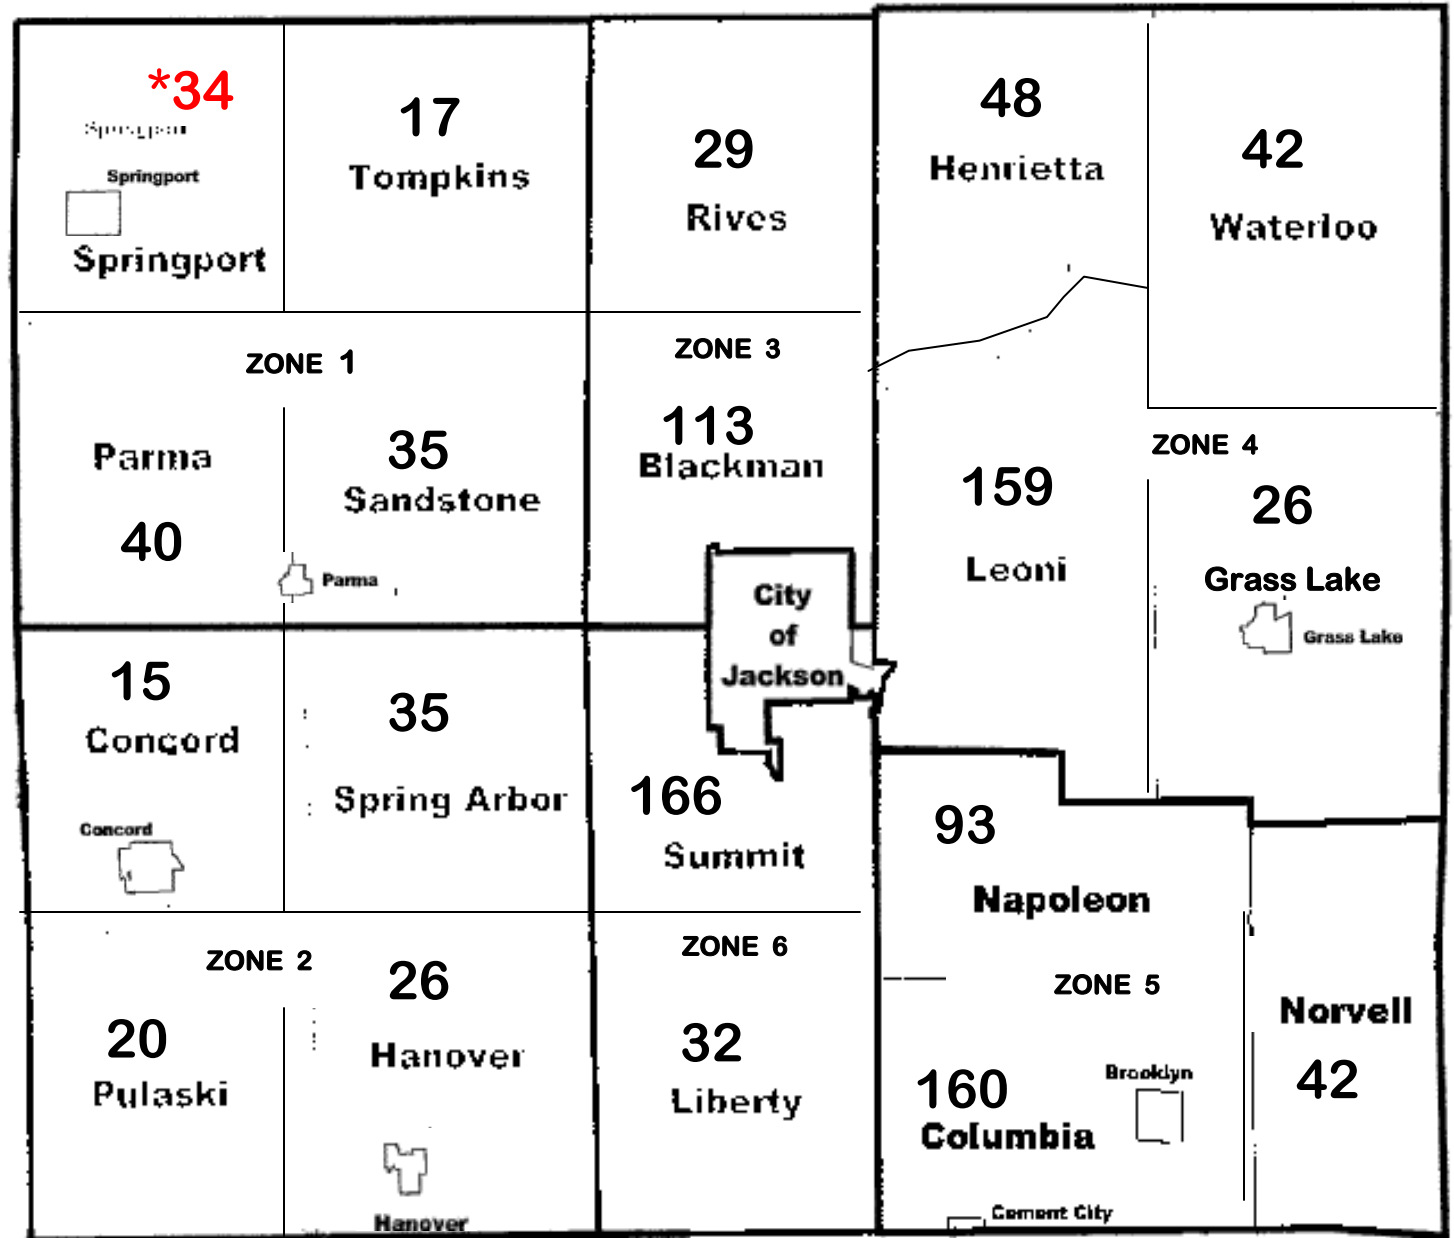 *34
Springport
Springport
Springport
17
Tompkins
29
Rives
48
Henrietta
42
Waterloo
ZONE 1
Parma
40
35
Sandstone
Parma
ZONE 3
113
Blackman
City
of
Jackson
159
Leoni
ZONE 4
26
Grass Lake
Grass Lake
15
Concord
Concord
35
Spring Arbor
166
Summit
93
Napoleon
ZONE 2
20
Pulaski
26
Hanover
Hanover
ZONE 6
32
Liberty
ZONE 5
160
Columbia
Brooklyn
Cement City
Norvell
42